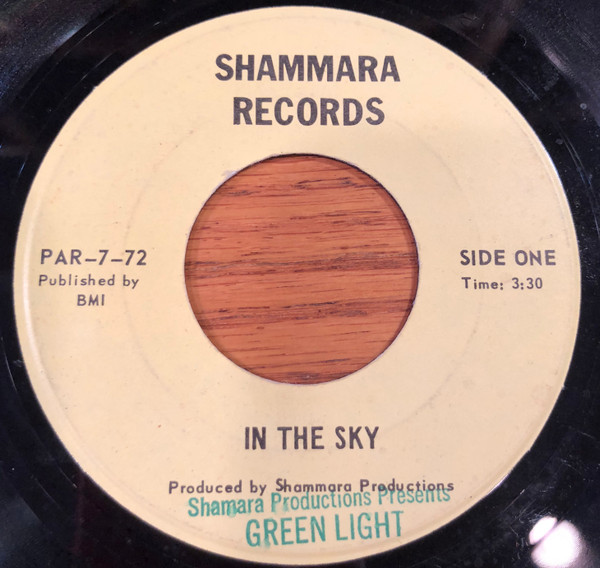 SHAMMARA
RECORDS
PAR-7-72
Published by
BMI
SIDE ONE
Time: 3:30
IN THE SKY
Produced by Shammara Productions
Shamara Productions Presents
GREEN LIGHT